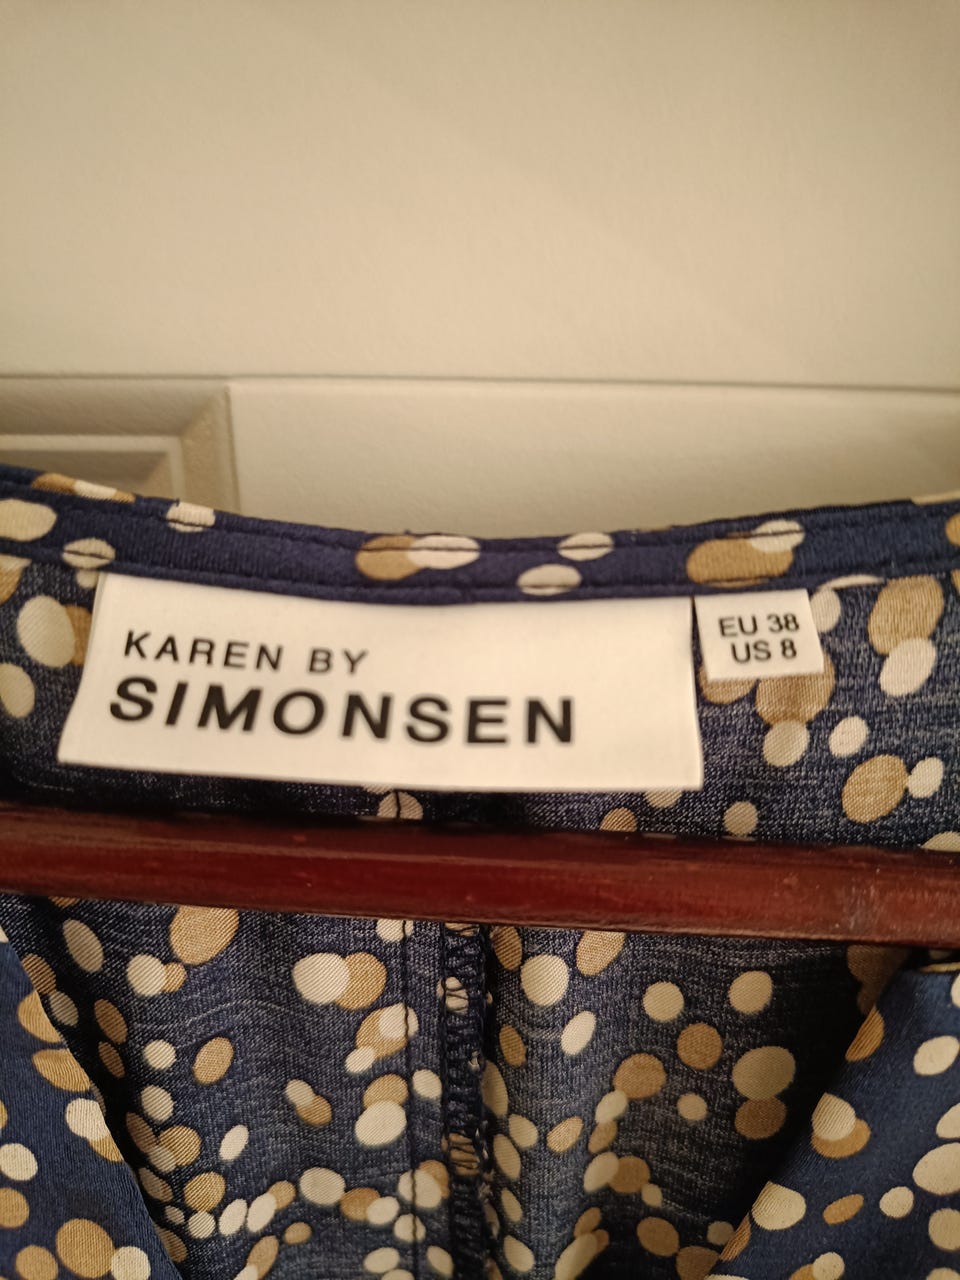 KAREN BY
SIMONSEN
EU 38
US 8